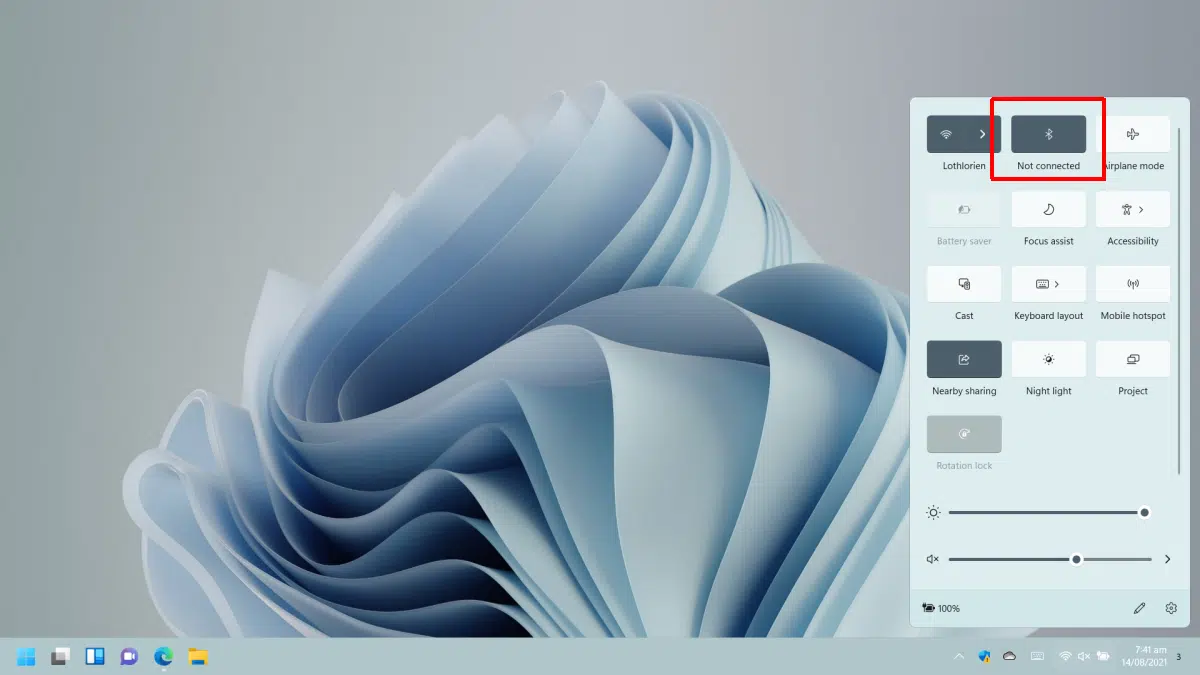 Lothlorien
Not connected
Airplane mode
Battery saver
Focus assist
Accessibility
Cast
Keyboard layout
Mobile hotspot
Nearby sharing
Night light
Project
Rotation lock
100%
7:41 am
14/08/2021
3